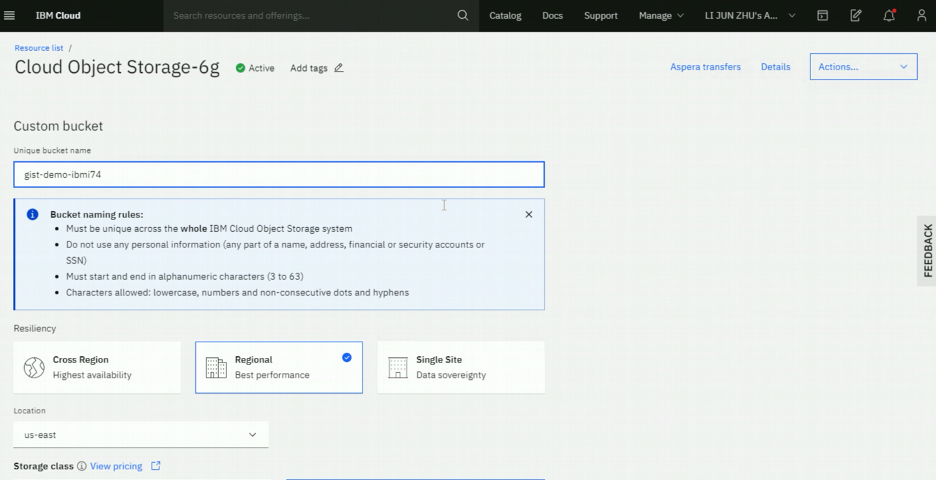 IBM Cloud
Search resources and offerings...
Catalog
Docs
Support
Manage
LI JUN ZHU's A...
Resource list /
Cloud Object Storage-6g
Active
Add tags
Aspera transfers
Details
Actions...
Custom bucket
Unique bucket name
gist-demo-ibmi74
Bucket naming rules:
Must be unique across the whole IBM Cloud Object Storage system
Do not use any personal information (any part of a name, address, financial or security accounts or
SSN)
Must start and end in alphanumeric characters (3 to 63)
Characters allowed: lowercase, numbers and non-consecutive dots and hyphens
FEEDBACK
Resiliency
Cross Region
Highest availability
Regional
Best performance
Single Site
Data sovereignty
Location
us-east
Storage class
View pricing